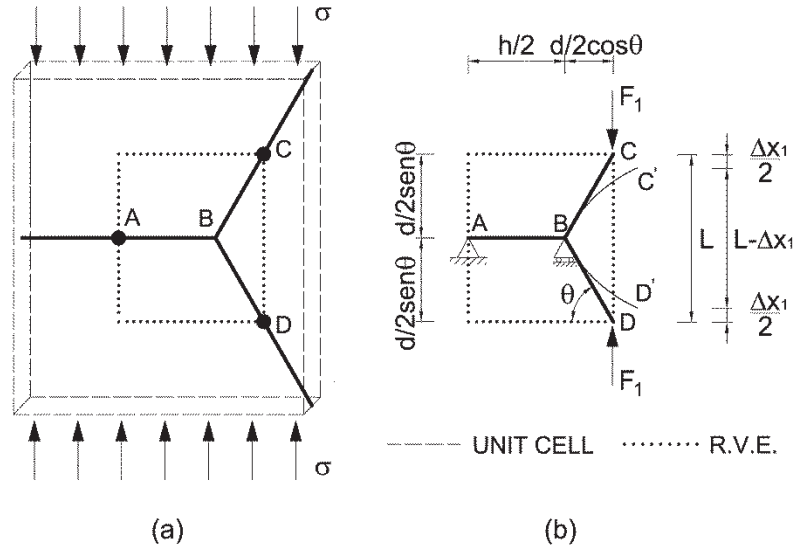 σ
A
B
C
D
σ
(a)
h/2 d/2cosθ
F1
d/2senθ
d/2senθ
A
B
C
C'
D'
D
θ
F1
Δx1
2
L
L-Δx1
Δx1
2
UNIT CELL
R.V.E.
(b)